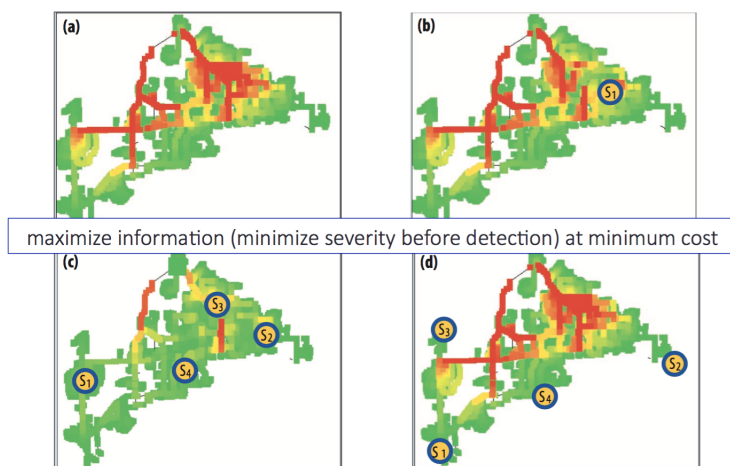 (a)
(b)
S1
maximize information (minimize severity before detection) at minimum cost
(c)
(d)
S3
S2
S4
S1
S3
S2
S4
S1